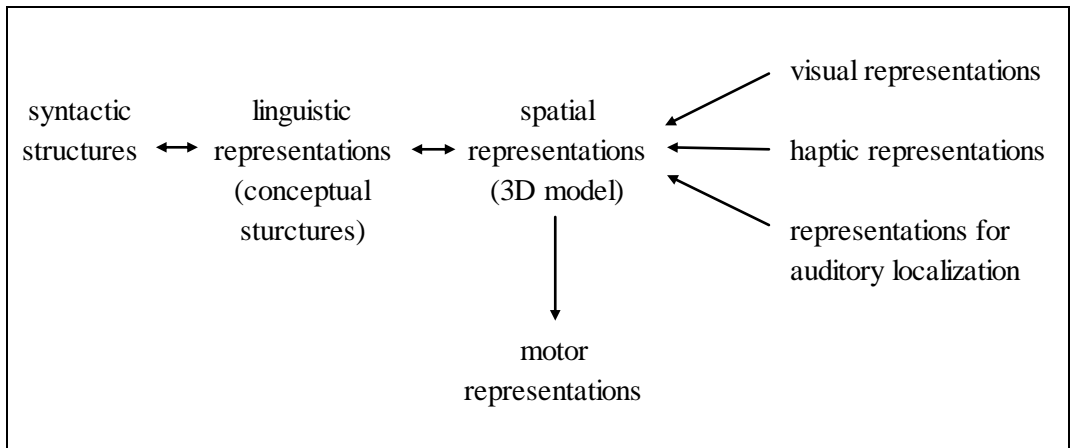 syntactic
structures
linguistic
representations
(conceptual
sturctures)
spatial
representations
(3D model)
visual representations
haptic representations
representations for
auditory localization
motor
representations